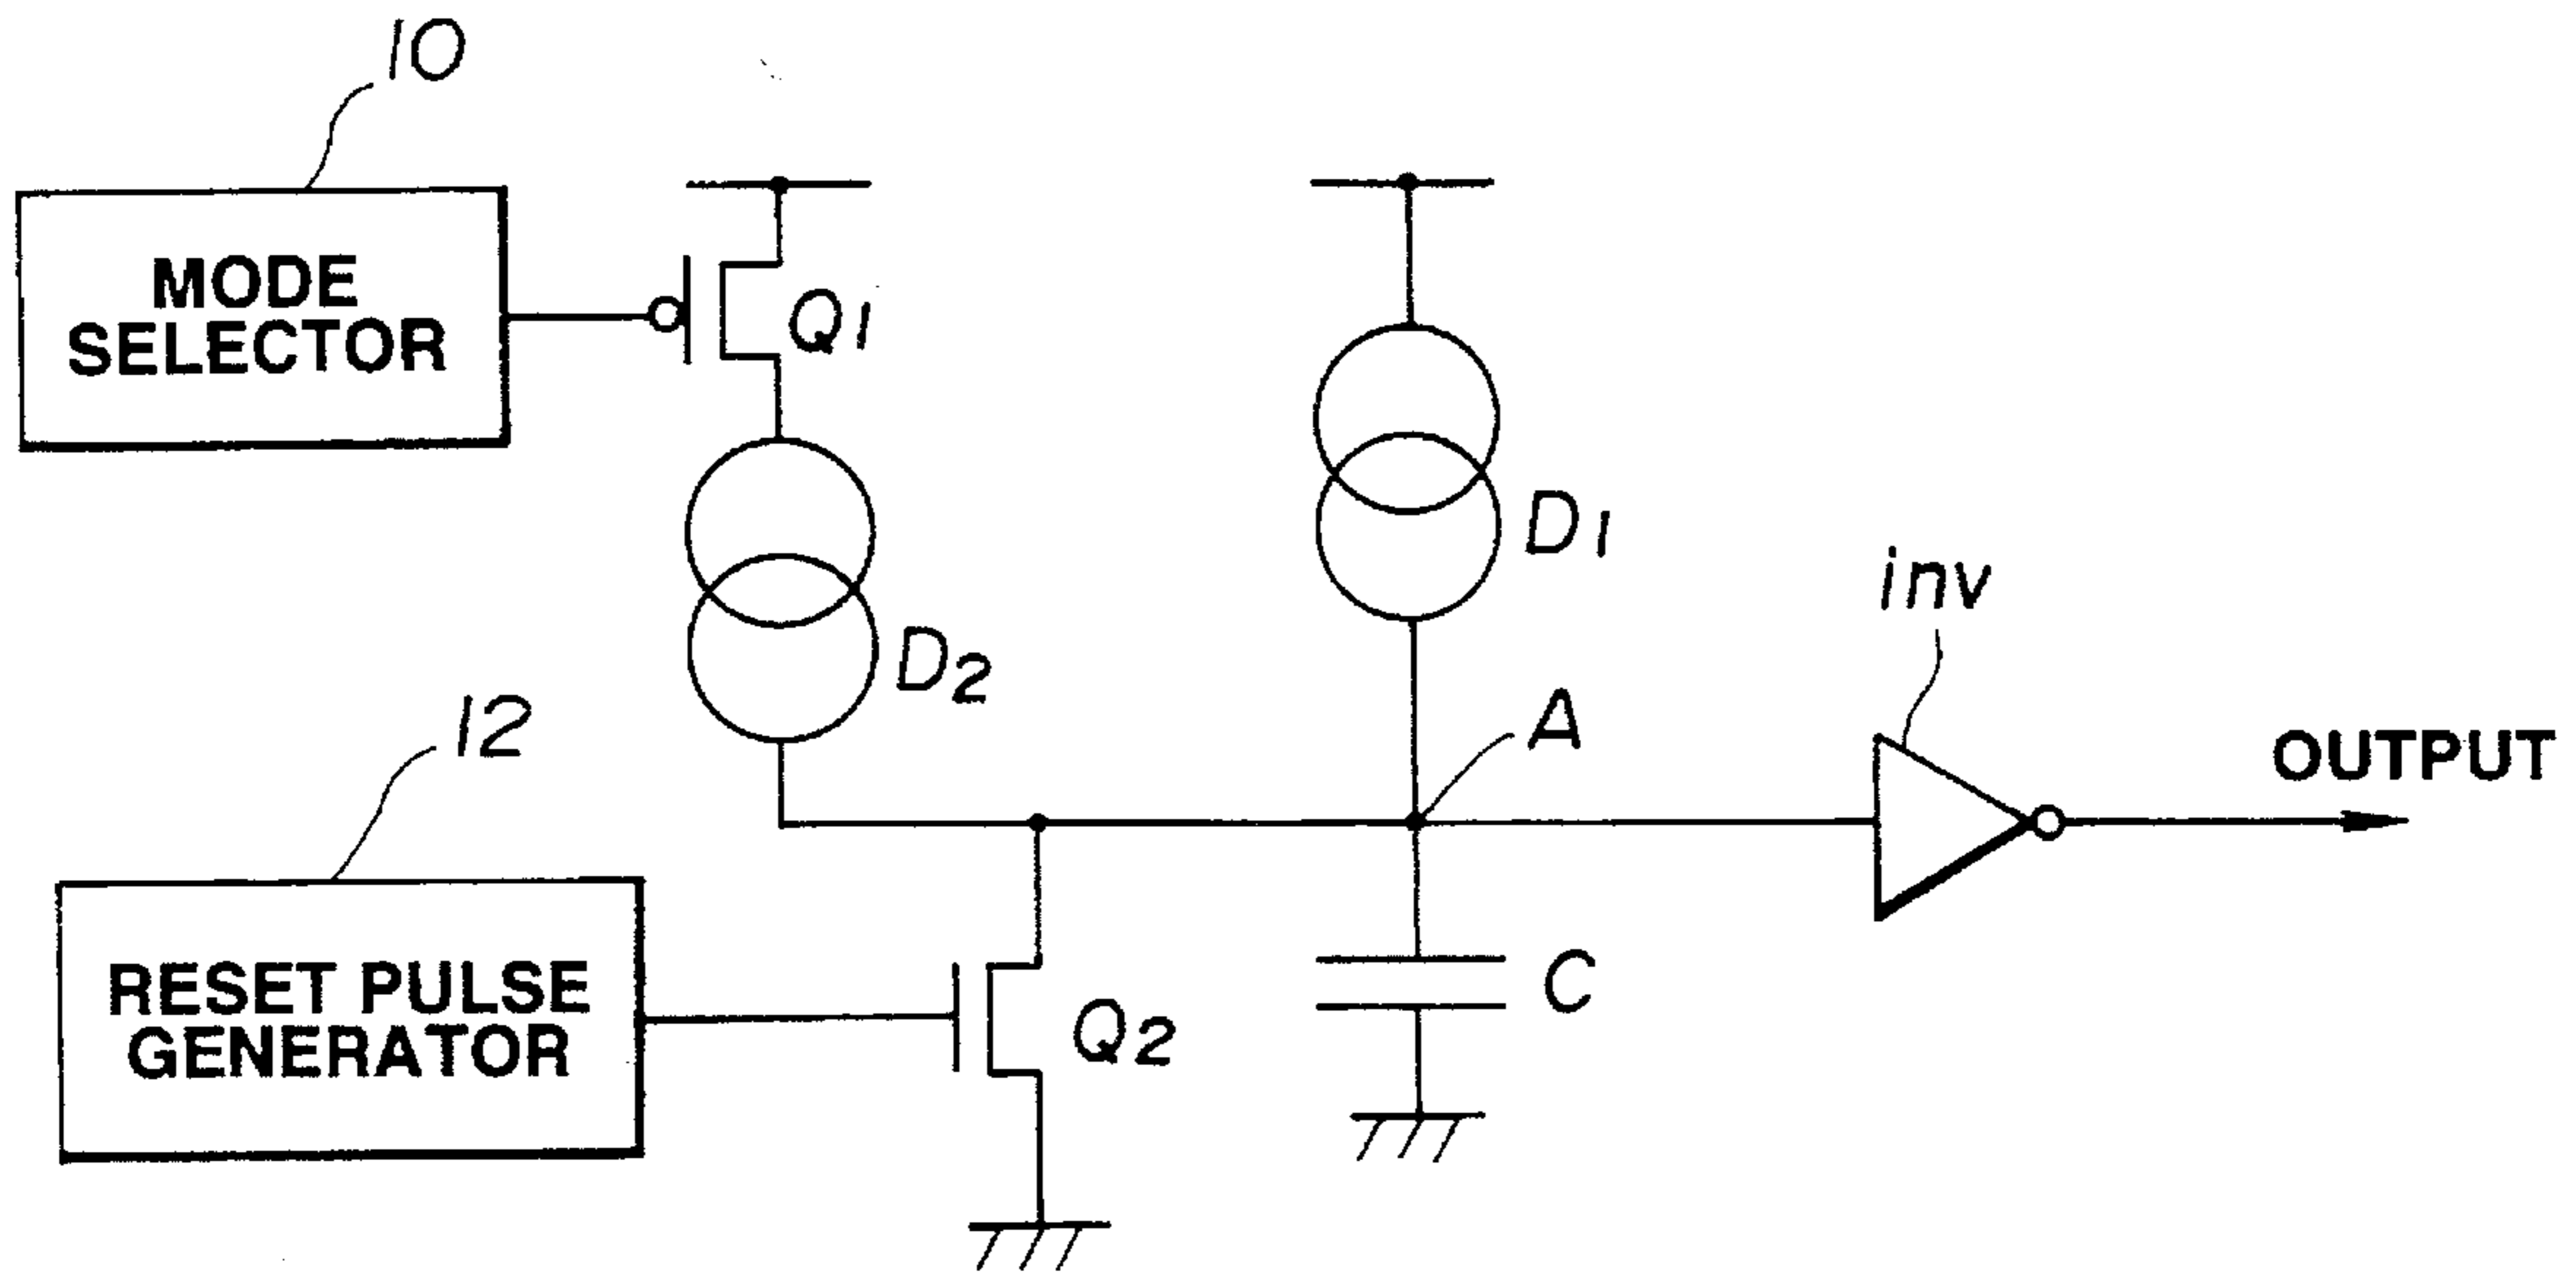 10
MODE
SELECTOR
Q1
D1
inv
D2
12
A
OUTPUT
RESET PULSE
GENERATOR
Q2
C